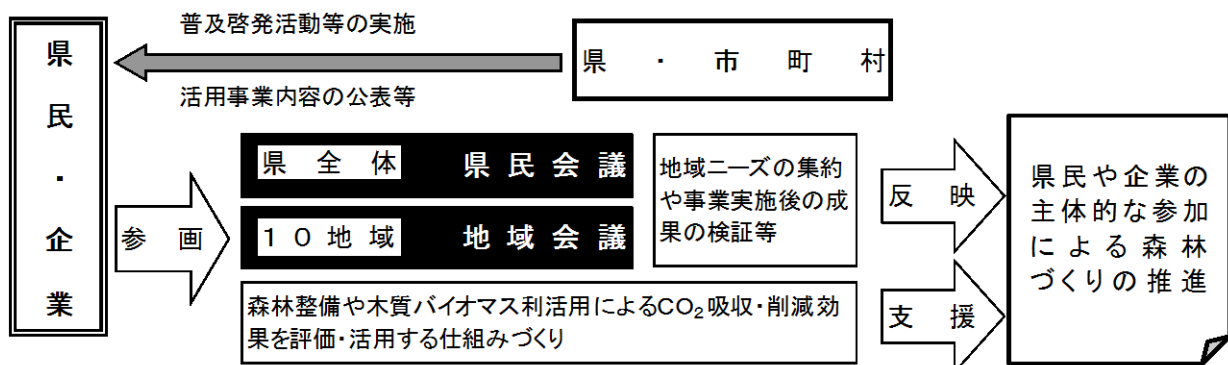 県民・企業
普及啓発活動等の実施
活用事業内容の公表等
県・市町村
参画
県全体 県民会議
10地域 地域会議
地域ニーズの集約
や事業実施後の成
果の検証等
森林整備や木質バイオマス利活用によるCO₂吸収・削減効
果を評価・活用する仕組みづくり
反映
支援
県民や企業の
主体的な参加
による森林
づくりの推進